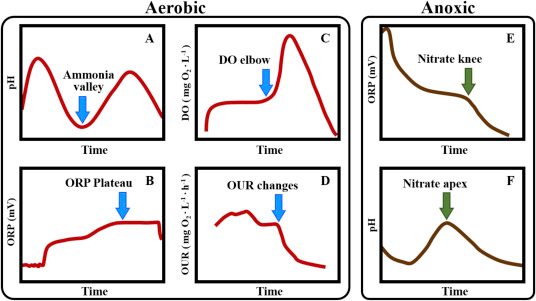 Aerobic
Anoxic
A
pH
Ammonia
valley
Time
C
DO (mg O₂ · L⁻¹)
DO elbow
Time
E
ORP (mV)
Nitrate knee
Time
B
ORP (mV)
ORP Plateau
Time
D
OUR ( mg O₂ · L⁻¹ · h⁻¹)
OUR changes
Time
F
pH
Nitrate apex
Time